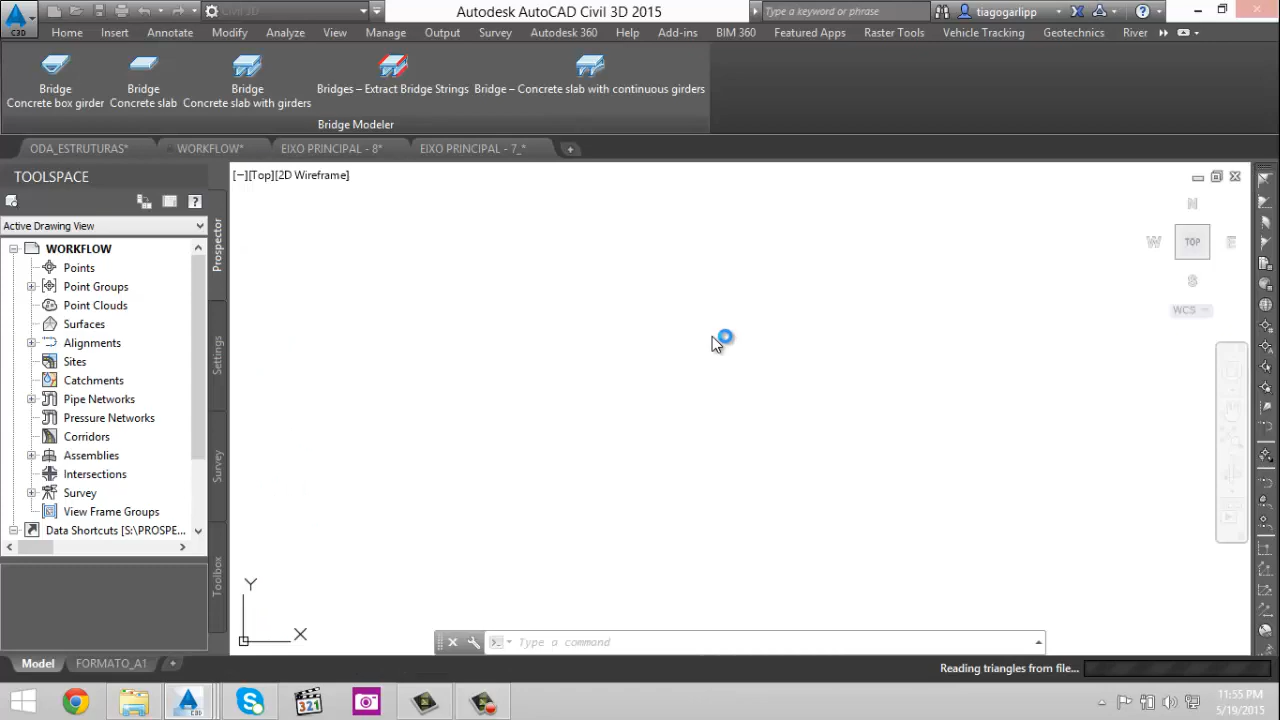 Civil 3D
Autodesk AutoCAD Civil 3D 2015
Type a keyword or phrase
tiagogarlipp
C3D
Home Insert Annotate Modify Analyze View Manage Output Survey Autodesk 360 Help Add-ins BIM 360 Featured Apps Raster Tools Vehicle Tracking Geotechnics River
Bridge
Concrete box girder
Bridge
Concrete slab
Bridge
Concrete slab with girders
Bridges – Extract Bridge Strings
Bridge – Concrete slab with continuous girders
Bridge Modeler
ODA_ESTRUTURAS* WORKFLOW* EIXO PRINCIPAL - 8* EIXO PRINCIPAL - 7_*
TOOLSPACE
Active Drawing View
WORKFLOW
Points
Point Groups
Point Clouds
Surfaces
Alignments
Sites
Catchments
Pipe Networks
Pressure Networks
Corridors
Assemblies
Intersections
Survey
View Frame Groups
Data Shortcuts [S:\PROSPE...
Prospector
Settings
Survey
Toolbox
[−][Top][2D Wireframe]
N
W TOP E
S
WCS
Y
X
Type a command
Model FORMATO_A1
Reading triangles from file...
321
11:55 PM
5/19/2015